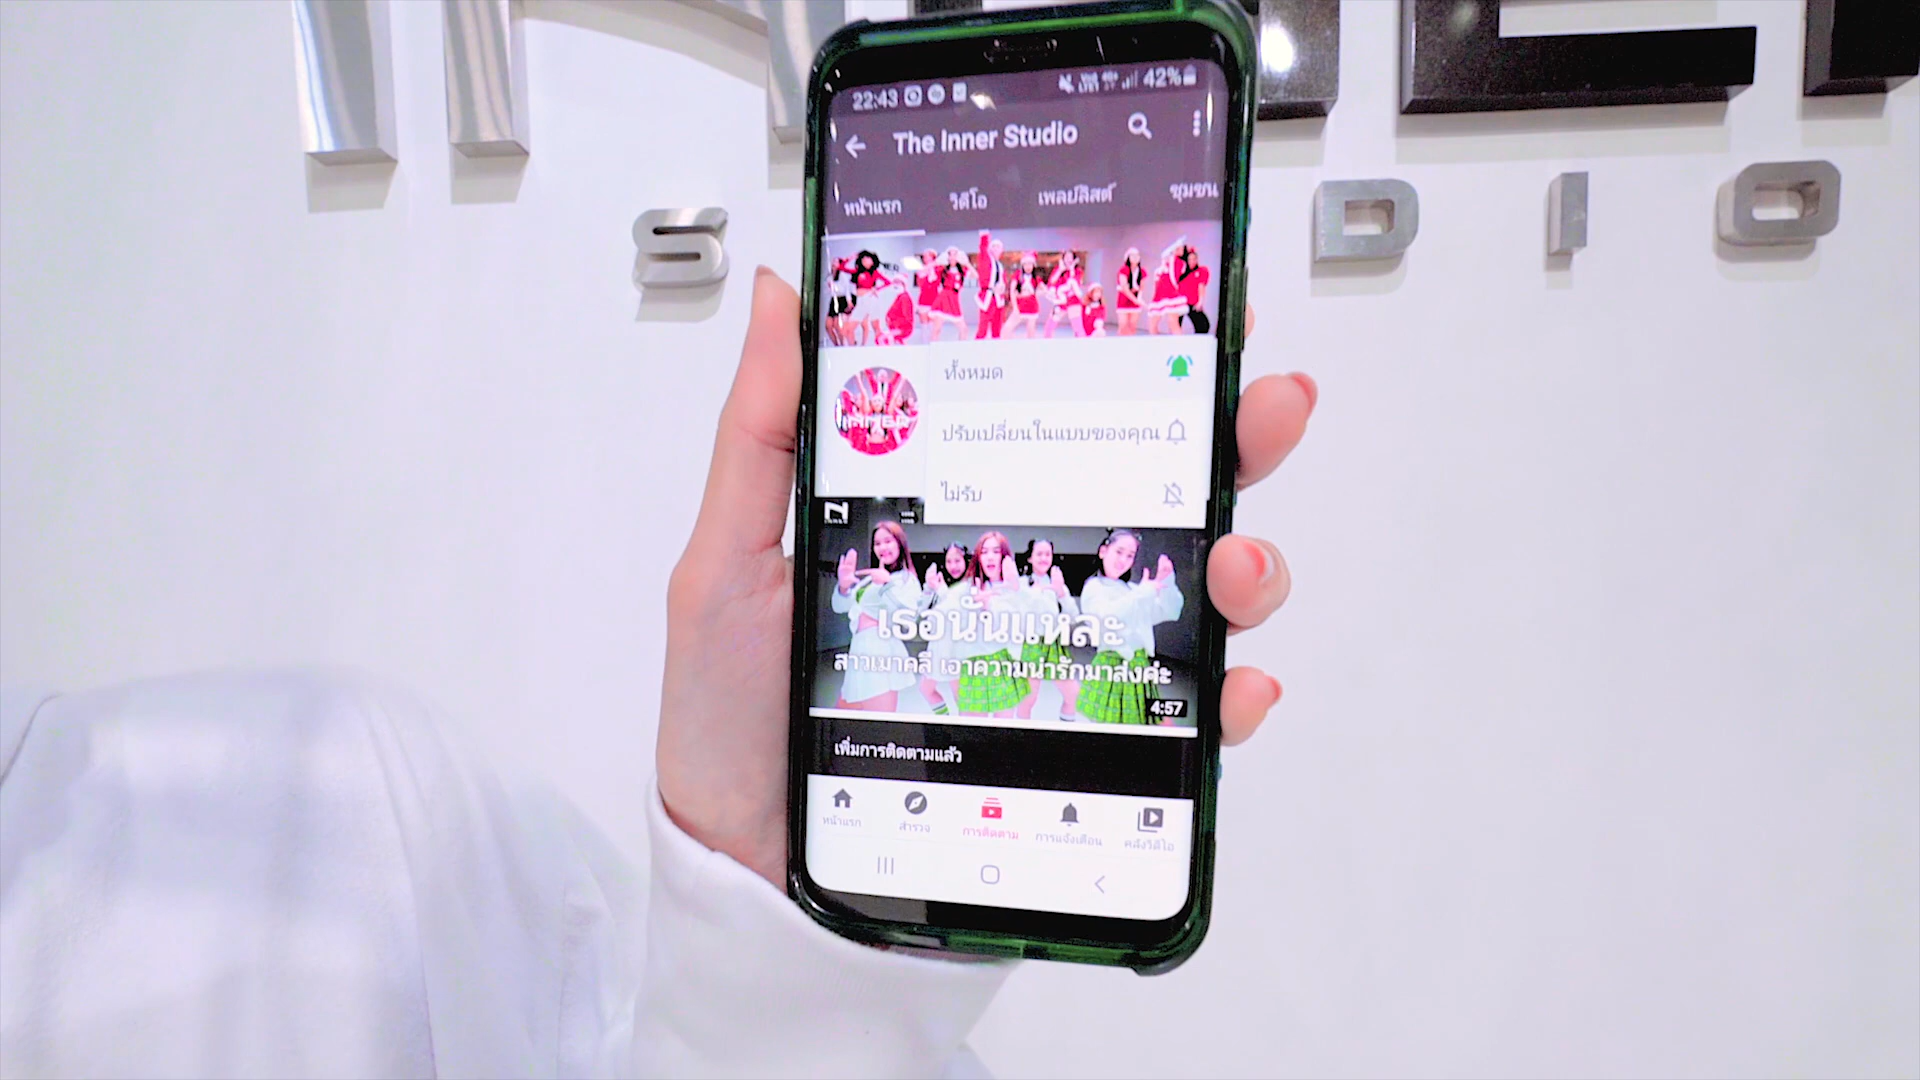 INNER
S DIO
22:43 42%
The Inner Studio
หน้าแรก วิดีโอ เพลย์ลิสต์ ชุมชน
ทั้งหมด
INNER
ปรับเปลี่ยนในแบบของคุณ
ไม่รับ
เธอนั่นแหละ
สาวเมาคลี เอาความน่ารักมาส่งค่ะ
4:57
เพิ่มการติดตามแล้ว
หน้าแรก สำรวจ การติดตาม การแจ้งเตือน คลังวิดีโอ